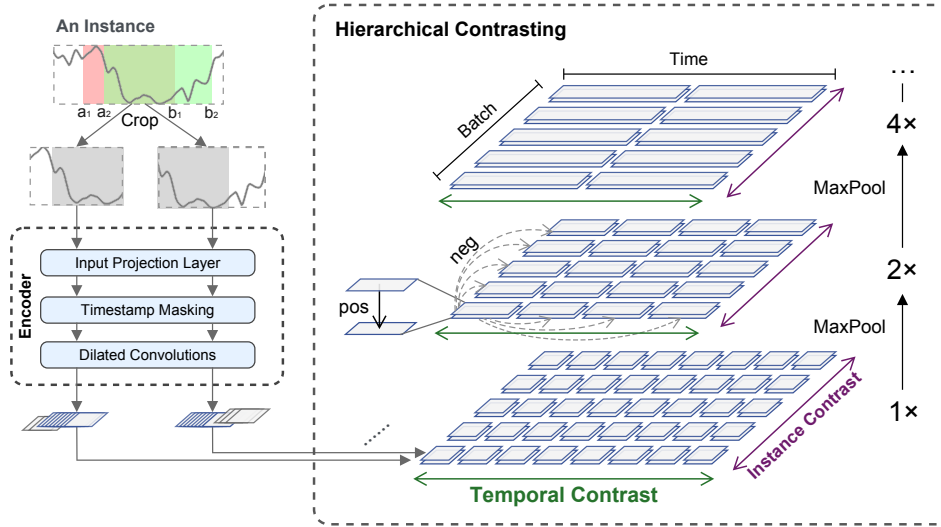 An Instance
a₁ a₂ b₁ b₂
Crop
Encoder
Input Projection Layer
Timestamp Masking
Dilated Convolutions
Hierarchical Contrasting
Time
Batch
...
4×
MaxPool
neg
pos
2×
MaxPool
1×
Instance Contrast
Temporal Contrast